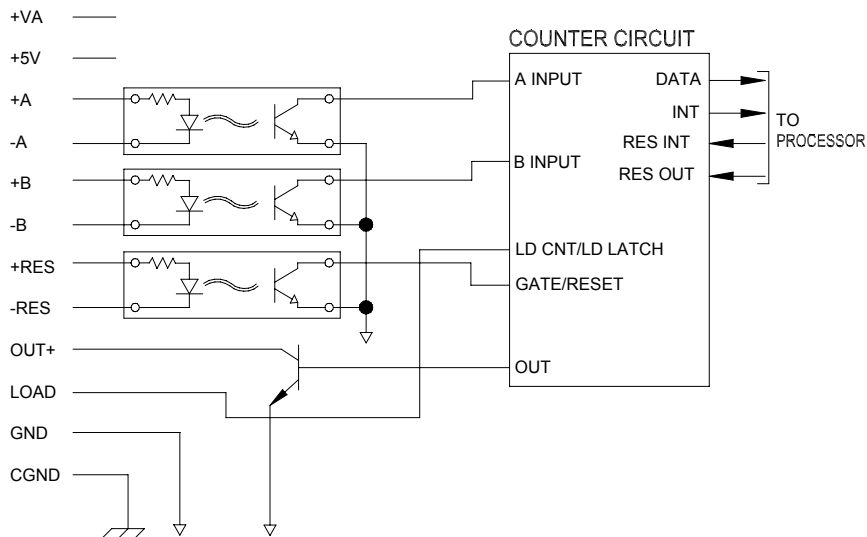 +VA
+5V
+A
-A
+B
-B
+RES
-RES
OUT+
LOAD
GND
CGND
COUNTER CIRCUIT
A INPUT
B INPUT
LD CNT/LD LATCH
GATE/RESET
OUT
DATA
INT
RES INT
RES OUT
TO
PROCESSOR